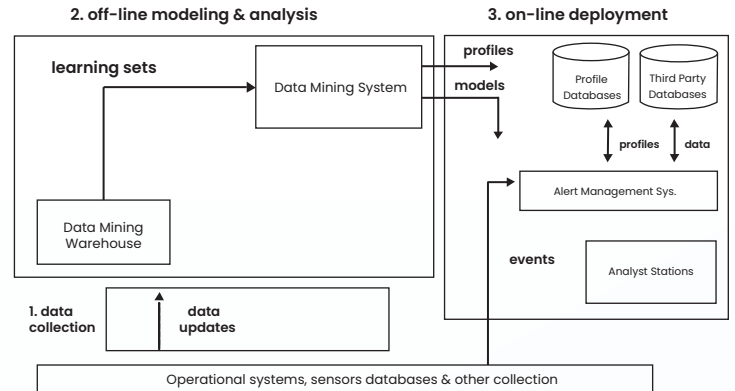 2. off-line modeling & analysis
3. on-line deployment
learning sets
Data Mining System
profiles
models
Profile
Databases
Third Party
Databases
profiles
data
Alert Management Sys.
Data Mining
Warehouse
events
Analyst Stations
1. data
collection
data
updates
Operational systems, sensors databases & other collection